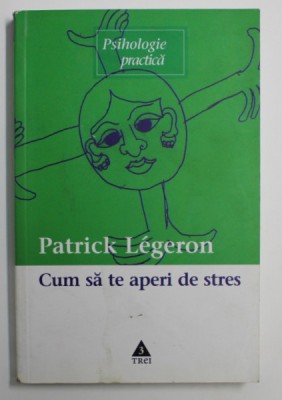 Psihologie
practică
Patrick Légeron
Cum să te aperi de stres
3
TREI